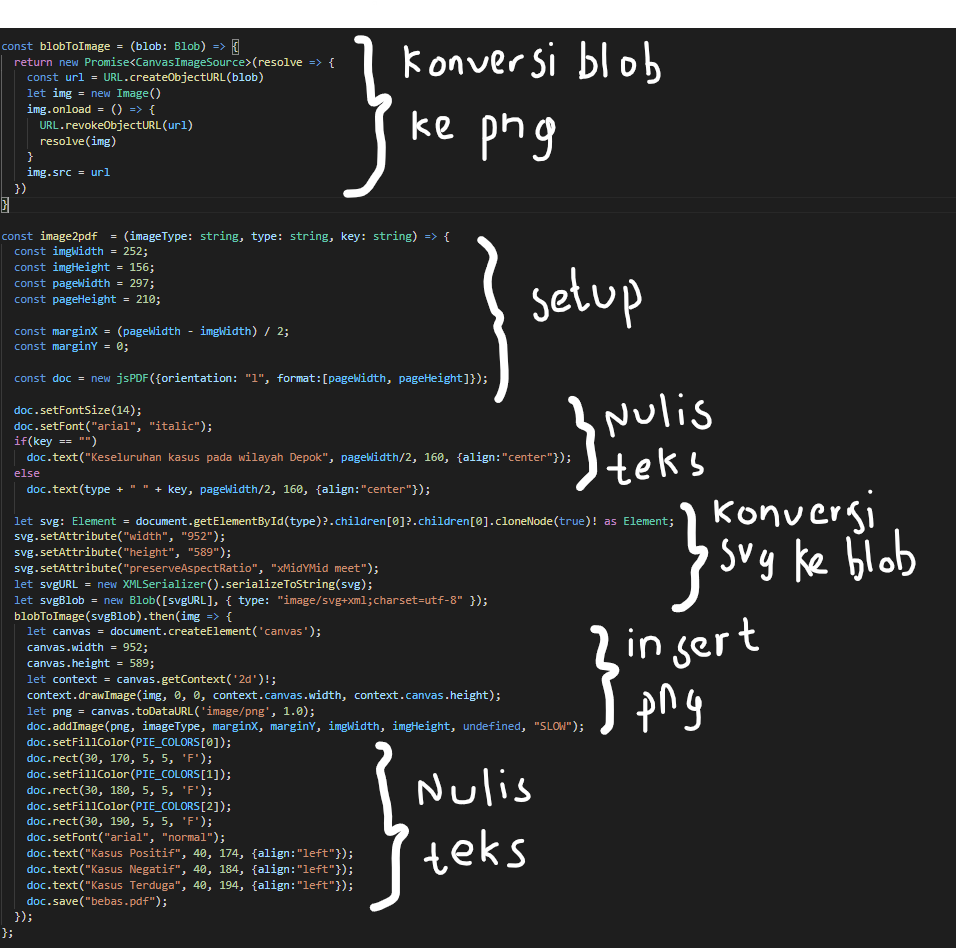 const blobToImage = (blob: Blob) => {
return new Promise<CanvasImageSource>(resolve => {
const url = URL.createObjectURL(blob)
let img = new Image()
img.onload = () => {
URL.revokeObjectURL(url)
resolve(img)
}
img.src = url
})
}
Konversi blob
ke png
const image2pdf  = (imageType: string, type: string, key: string) => {
const imgWidth = 252;
const imgHeight = 156;
const pageWidth = 297;
const pageHeight = 210;
const marginX = (pageWidth - imgWidth) / 2;
const marginY = 0;
const doc = new jsPDF({orientation: "l", format:[pageWidth, pageHeight]});
setup
doc.setFontSize(14);
doc.setFont("arial", "italic");
if(key == "")
doc.text("Keseluruhan kasus pada wilayah Depok", pageWidth/2, 160, {align:"center"});
else
doc.text(type + " " + key, pageWidth/2, 160, {align:"center"});
Nulis
teks
let svg: Element = document.getElementById(type)?.children[0]?.children[0].cloneNode(true)! as Element;
svg.setAttribute("width", "952");
svg.setAttribute("height", "589");
svg.setAttribute("preserveAspectRatio", "xMidYMid meet");
let svgURL = new XMLSerializer().serializeToString(svg);
let svgBlob = new Blob([svgURL], { type: "image/svg+xml;charset=utf-8" });
Konversi
svg ke blob
blobToImage(svgBlob).then(img => {
let canvas = document.createElement('canvas');
canvas.width = 952;
canvas.height = 589;
let context = canvas.getContext('2d')!;
context.drawImage(img, 0, 0, context.canvas.width, context.canvas.height);
let png = canvas.toDataURL('image/png', 1.0);
doc.addImage(png, imageType, marginX, marginY, imgWidth, imgHeight, undefined, "SLOW");
insert
png
doc.setFillColor(PIE_COLORS[0]);
doc.rect(30, 170, 5, 5, 'F');
doc.setFillColor(PIE_COLORS[1]);
doc.rect(30, 180, 5, 5, 'F');
doc.setFillColor(PIE_COLORS[2]);
doc.rect(30, 190, 5, 5, 'F');
doc.setFont("arial", "normal");
doc.text("Kasus Positif", 40, 174, {align:"left"});
doc.text("Kasus Negatif", 40, 184, {align:"left"});
doc.text("Kasus Terduga", 40, 194, {align:"left"});
doc.save("bebas.pdf");
});
};
Nulis
teks